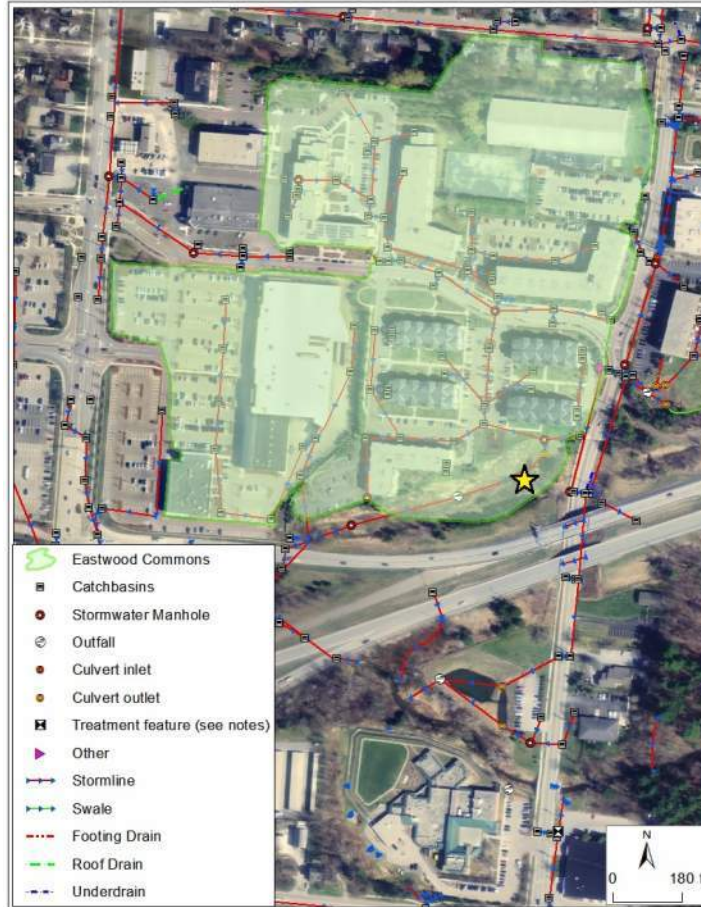 Eastwood Commons
Catchbasins
Stormwater Manhole
Outfall
Culvert inlet
Culvert outlet
Treatment feature (see notes)
Other
Stormline
Swale
Footing Drain
Roof Drain
Underdrain
N
0 180